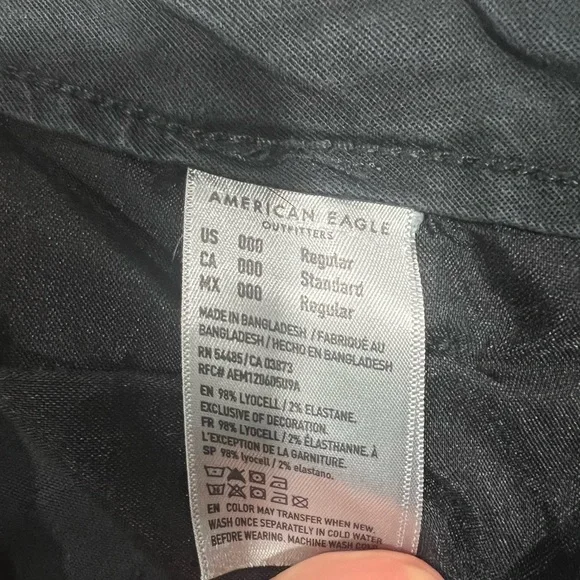 AMERICAN EAGLE
OUTFITTERS
US 000 Regular
CA 000 Standard
MX 000 Regular
MADE IN BANGLADESH / FABRIQUÉ AU
BANGLADESH / HECHO EN BANGLADESH
RN 54485/CA 03873
RFC# AEM120605U9A
EN 98% LYOCELL / 2% ELASTANE.
EXCLUSIVE OF DECORATION.
FR 98% LYOCELL / 2% ÉLASTHANNE. À
L'EXCEPTION DE LA GARNITURE.
SP 98% lyocell / 2% elastano.
EN COLOR MAY TRANSFER WHEN NEW,
WASH ONCE SEPARATELY IN COLD WATER
BEFORE WEARING. MACHINE WASH COLD